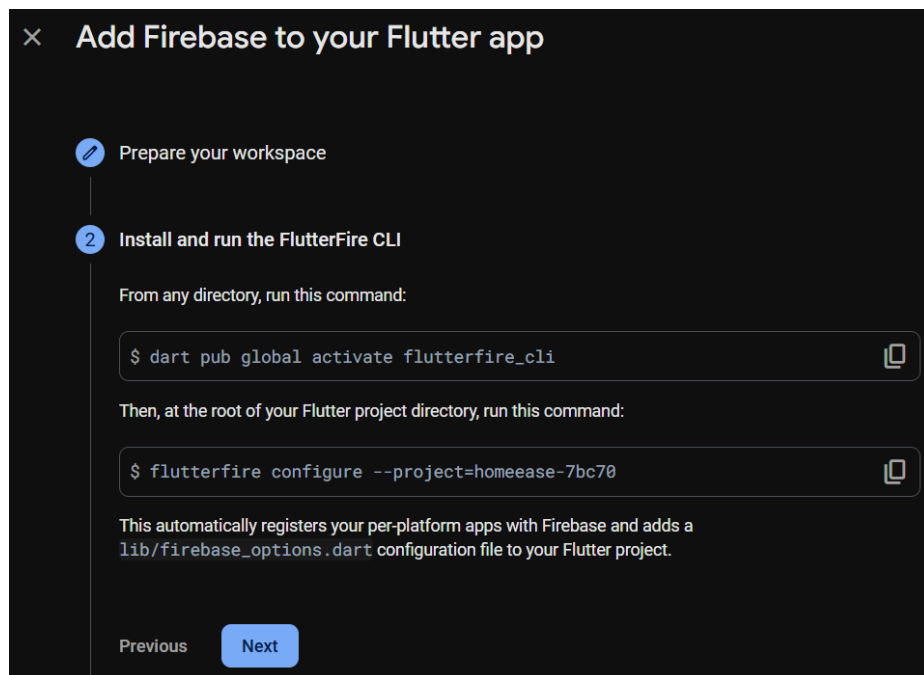 Add Firebase to your Flutter app
Prepare your workspace
2 Install and run the FlutterFire CLI
From any directory, run this command:
$ dart pub global activate flutterfire_cli
Then, at the root of your Flutter project directory, run this command:
$ flutterfire configure --project=homeease-7bc70
This automatically registers your per-platform apps with Firebase and adds a
lib/firebase_options.dart configuration file to your Flutter project.
Previous Next